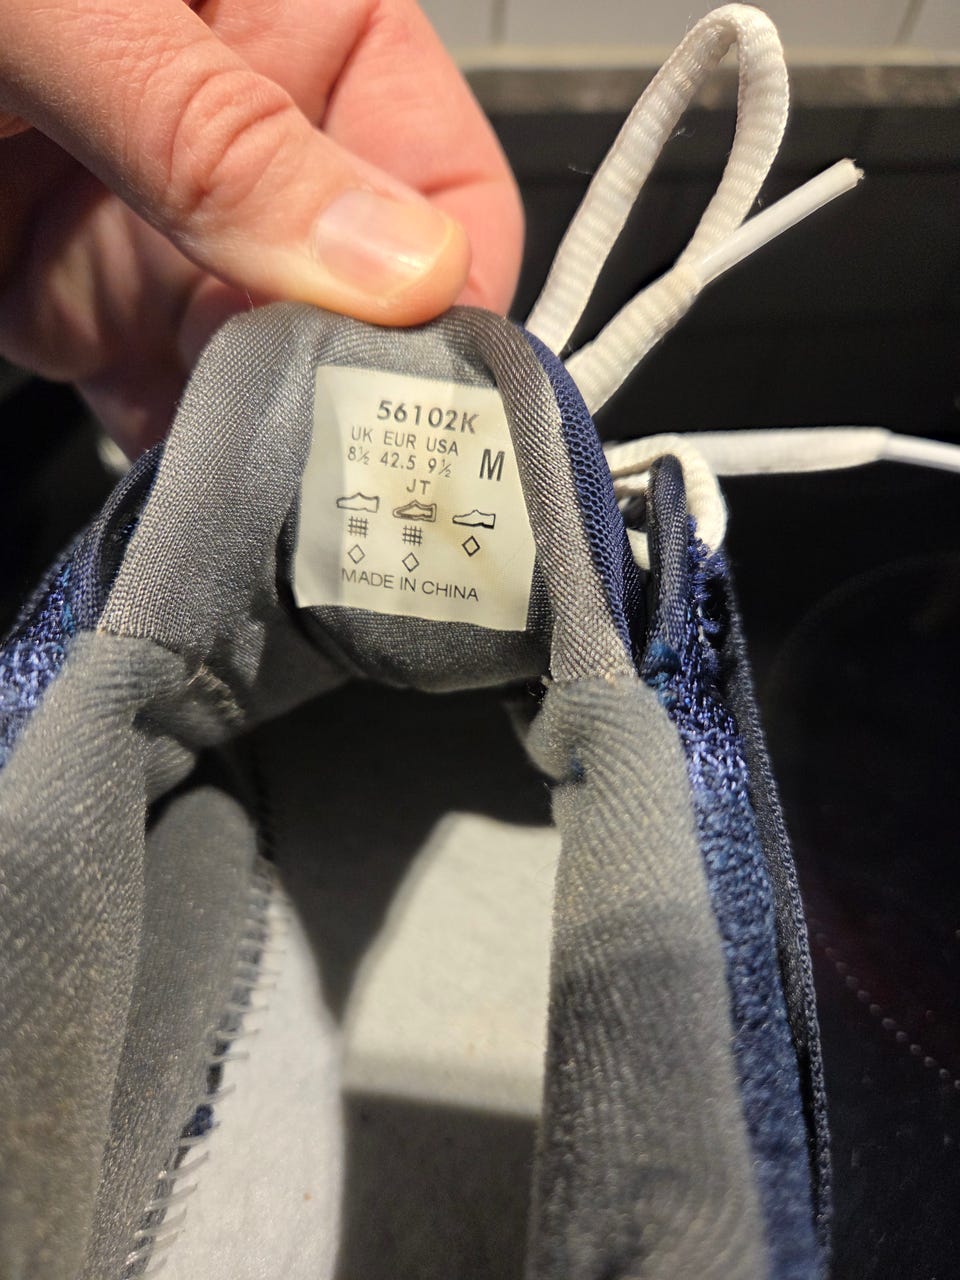 56102K
UK EUR USA
8½ 42.5 9½ M
JT
MADE IN CHINA